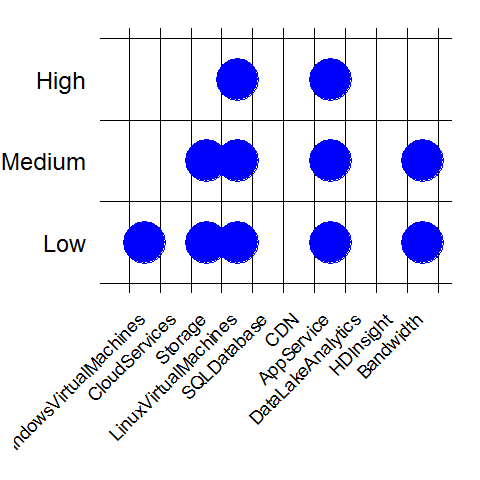 High
Medium
Low
ndowsVirtualMachines
CloudServices
Storage
LinuxVirtualMachines
SQLDatabase
CDN
AppService
DataLakeAnalytics
HDInsight
Bandwidth